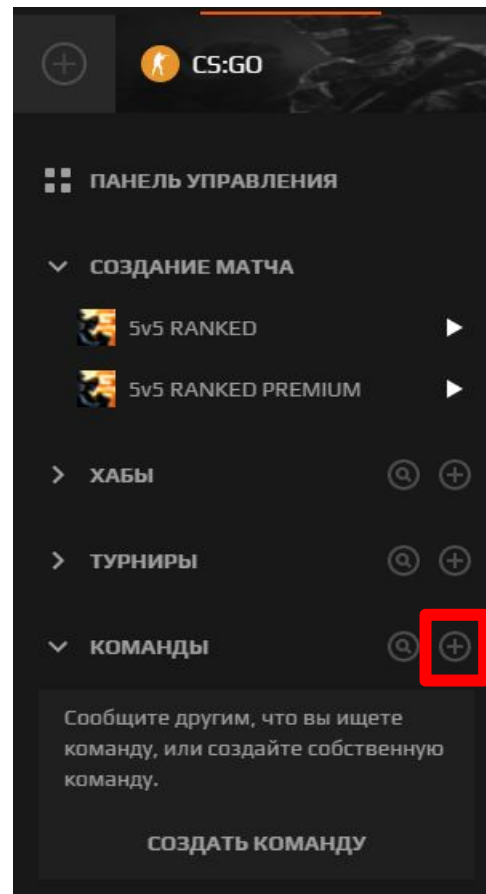 CS:GO
ПАНЕЛЬ УПРАВЛЕНИЯ
СОЗДАНИЕ МАТЧА
5v5 RANKED
5v5 RANKED PREMIUM
ХАБЫ
ТУРНИРЫ
КОМАНДЫ
Сообщите другим, что вы ищете
команду, или создайте собственную
команду.
СОЗДАТЬ КОМАНДУ